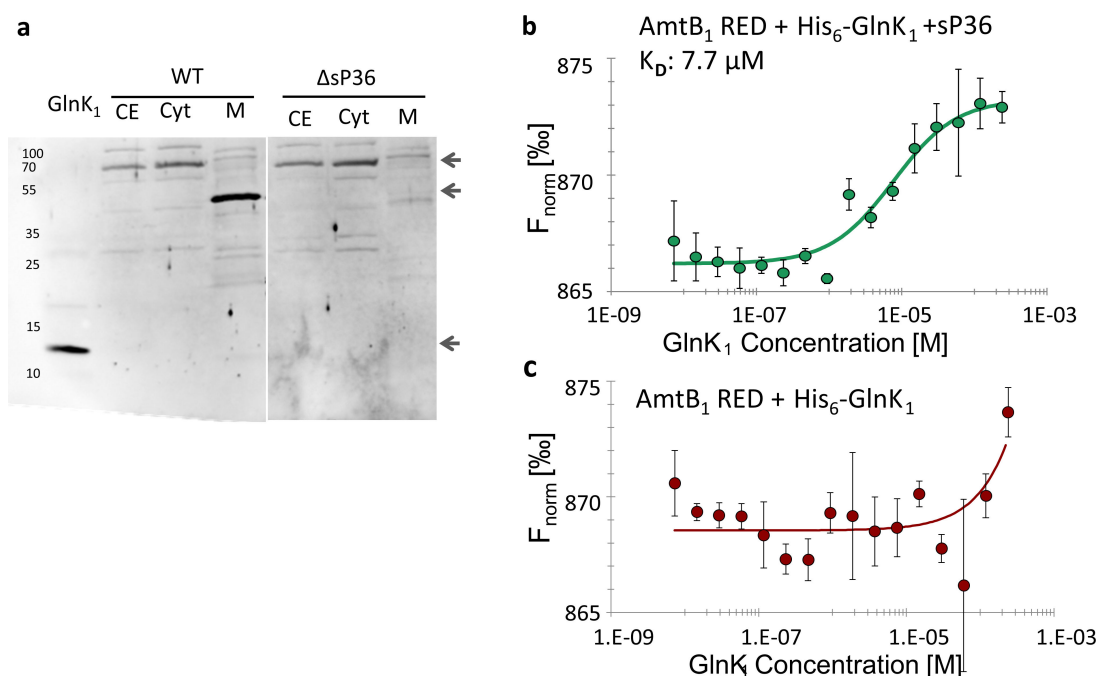 a
WT
ΔsP36
GlnK₁
CE
Cyt
M
CE
Cyt
M
100
70
55
35
25
15
10
b
AmtB₁ RED + His₆-GlnK₁ +sP36
K_D: 7.7 µM
875
870
865
Fnorm [‰]
1E-09
1E-07
1E-05
1E-03
GlnK₁ Concentration [M]
c
AmtB₁ RED + His₆-GlnK₁
875
870
865
Fnorm [‰]
1.E-09
1.E-07
1.E-05
1.E-03
GlnK₁ Concentration [M]